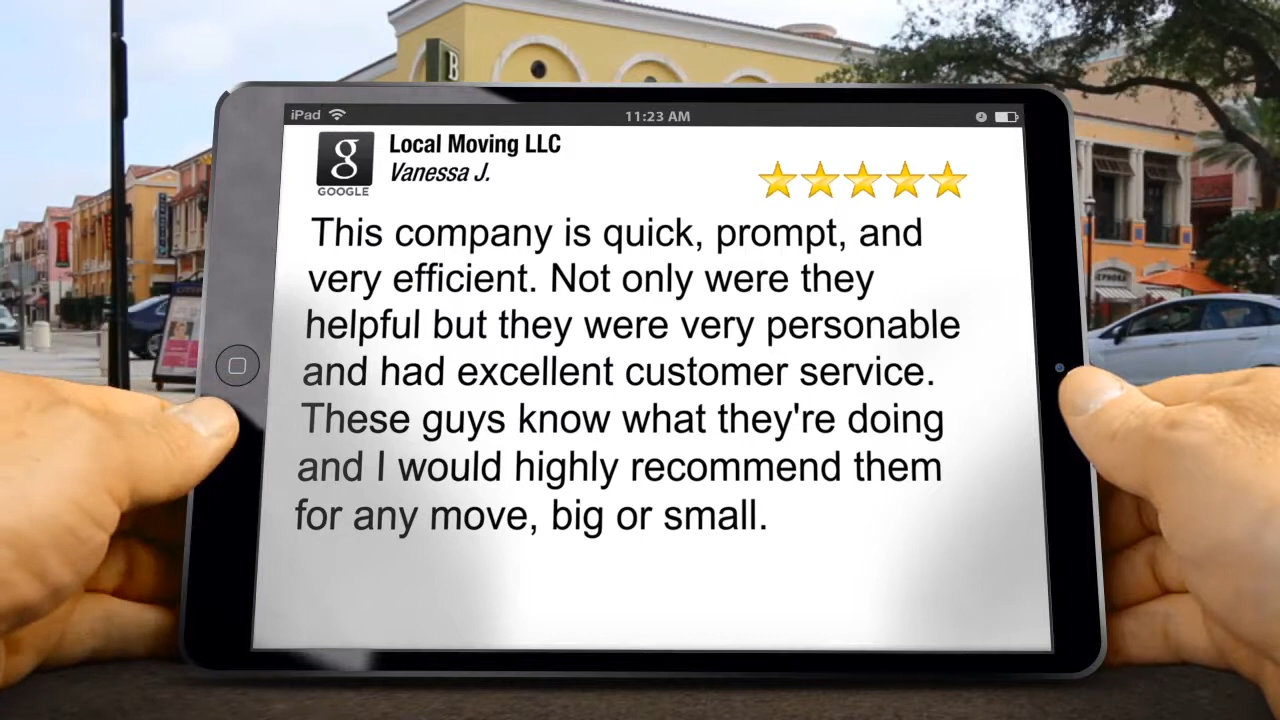 iPad
11:23 AM
g
GOOGLE
Local Moving LLC
Vanessa J.
This company is quick, prompt, and
very efficient. Not only were they
helpful but they were very personable
and had excellent customer service.
These guys know what they're doing
and I would highly recommend them
for any move, big or small.
B
SEPHORA